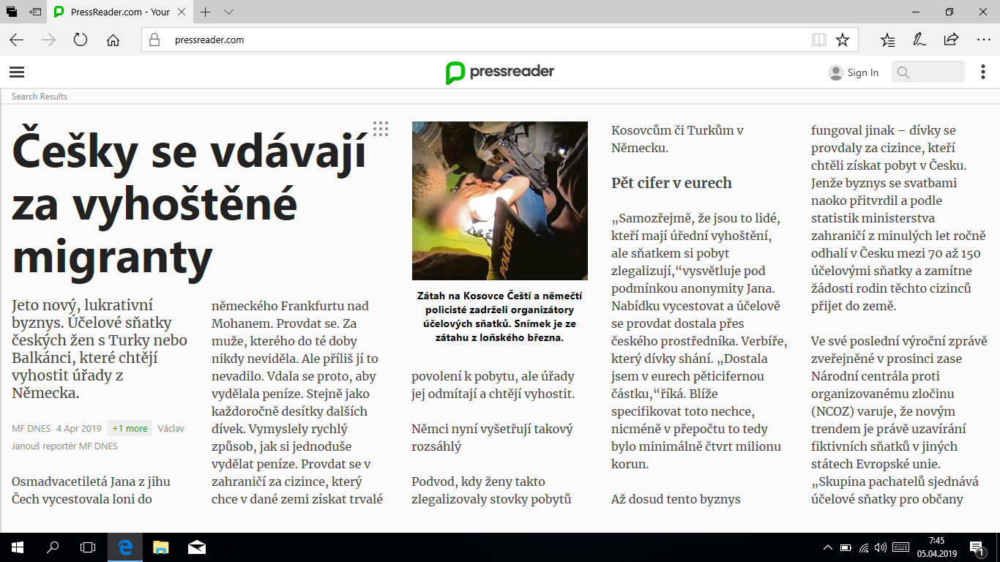 PressReader.com - Your
pressreader.com
pressreader
Sign In
Search Results
Češky se vdávají
za vyhoštěné
migranty
Jeto nový, lukrativní
byznys. Účelové sňatky
českých žen s Turky nebo
Balkánci, které chtějí
vyhostit úřady z
Německa.
MF DNES 4 Apr 2019 +1 more Václav
Janouš reportér MF DNES
Osmadvacetiletá Jana z jihu
Čech vycestovala loni do
německého Frankfurtu nad
Mohanem. Provdat se. Za
muže, kterého do té doby
nikdy neviděla. Ale příliš jí to
nevadilo. Vdala se proto, aby
vydělala peníze. Stejně jako
každoročně desítky dalších
dívek. Vymyslely rychlý
způsob, jak si jednoduše
vydělat peníze. Provdat se v
zahraničí za cizince, který
chce v dané zemi získat trvalé
POLICIE
Zátah na Kosovce Čeští a němečtí
policisté zadrželi organizátory
účelových sňatků. Snímek je ze
zátahu z loňského března.
povolení k pobytu, ale úřady
jej odmítají a chtějí vyhostit.
Němci nyní vyšetřují takový
rozsáhlý
Podvod, kdy ženy takto
zlegalizovaly stovky pobytů
Kosovcům či Turkům v
Německu.
Pět cifer v eurech
„Samozřejmě, že jsou to lidé,
kteří mají úřední vyhoštění,
ale sňatkem si pobyt
zlegalizují,“vysvětluje pod
podmínkou anonymity Jana.
Nabídku vycestovat a účelově
se provdat dostala přes
českého prostředníka. Verbíře,
který dívky shání. „Dostala
jsem v eurech pěticifernou
částku,“říká. Blíže
specifikovat toto nechce,
nicméně v přepočtu to tedy
bylo minimálně čtvrt milionu
korun.
Až dosud tento byznys
fungoval jinak – dívky se
provdaly za cizince, kteří
chtěli získat pobyt v Česku.
Jenže byznys se svatbami
naoko přitvrdil a podle
statistik ministerstva
zahraničí z minulých let ročně
odhalí v Česku mezi 70 až 150
účelovými sňatky a zamítne
žádosti rodin těchto cizinců
přijet do země.
Ve své poslední výroční zprávě
zveřejněné v prosinci zase
Národní centrála proti
organizovanému zločinu
(NCOZ) varuje, že novým
trendem je právě uzavírání
fiktivních sňatků v jiných
státech Evropské unie.
„Skupina pachatelů sjednává
účelové sňatky pro občany
7:45
05.04.2019
1